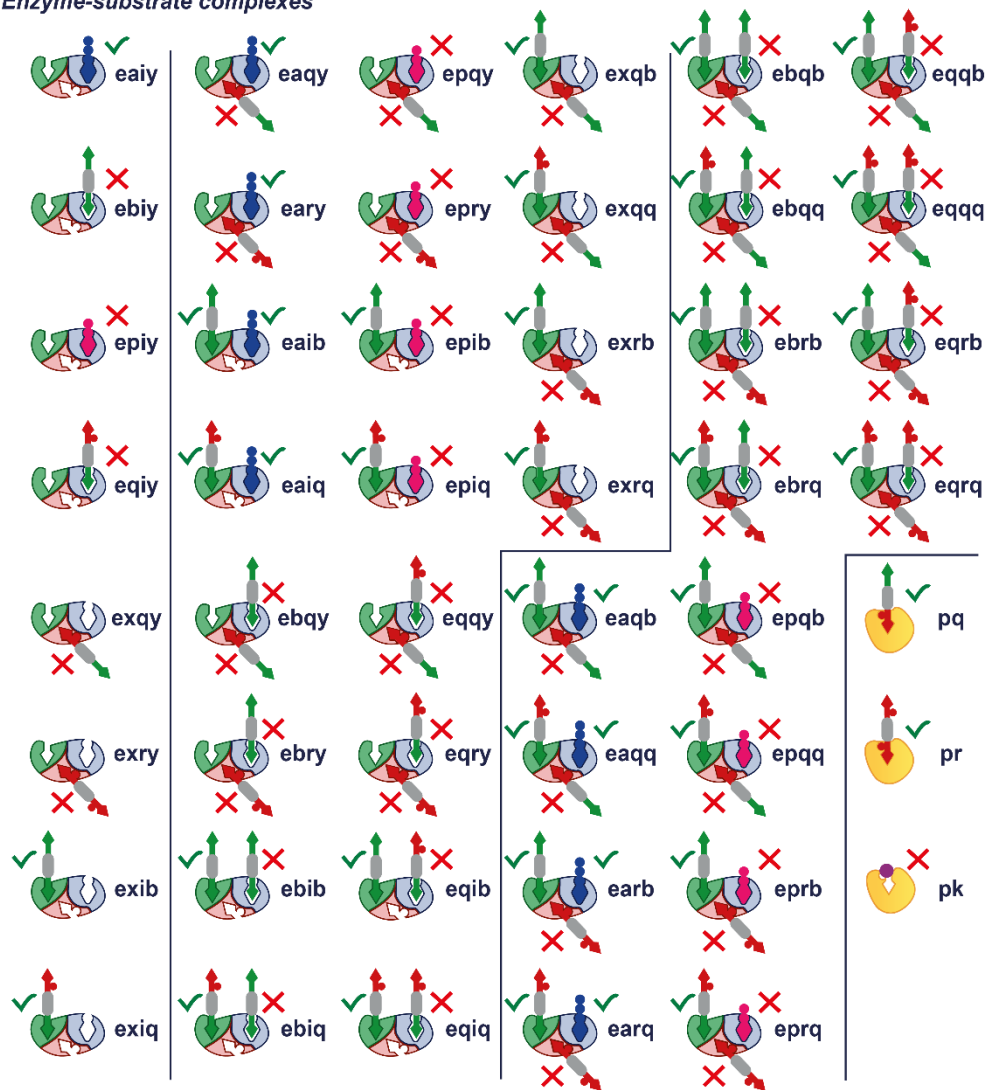 Enzyme-substrate complexes
eaiy eaqy epqy exqb ebqb eqqb
ebiy eary epry exqq ebqq eqqq
epiy eaib epib exrb ebrb eqrb
eqiy eaiq epiq exrq ebrq eqrq
exqy ebqy eqqy eaqb epqb pq
exry ebry eqry eaqq epqq pr
exib ebib eqib earb eprb pk
exiq ebiq eqiq earq eprq